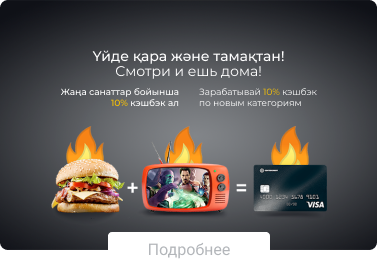 Үйде қара және тамақтан!
Смотри и ешь дома!
Жаңа санаттар бойынша
10% кэшбэк ал
Зарабатывай 10% кэшбэк
по новым категориям
+
=
VISA
Подробнее